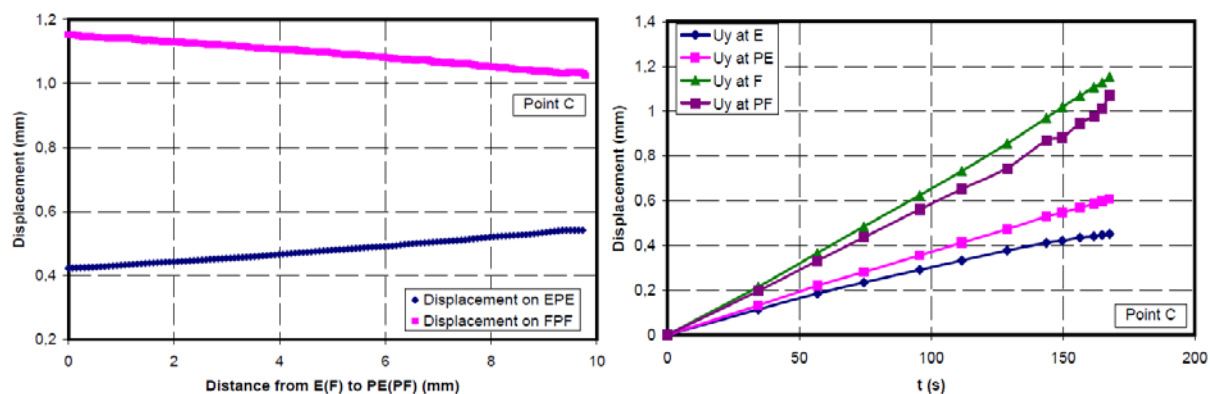 Displacement (mm)
1,2
1,0
0,8
0,6
0,4
0,2
Point C
Displacement on EPE
Displacement on FPF
0
2
4
6
8
10
Distance from E(F) to PE(PF) (mm)
Displacement (mm)
1.4
1.2
1
0.8
0.6
0.4
0.2
0
Uy at E
Uy at PE
Uy at F
Uy at PF
Point C
0
50
100
150
200
t (s)